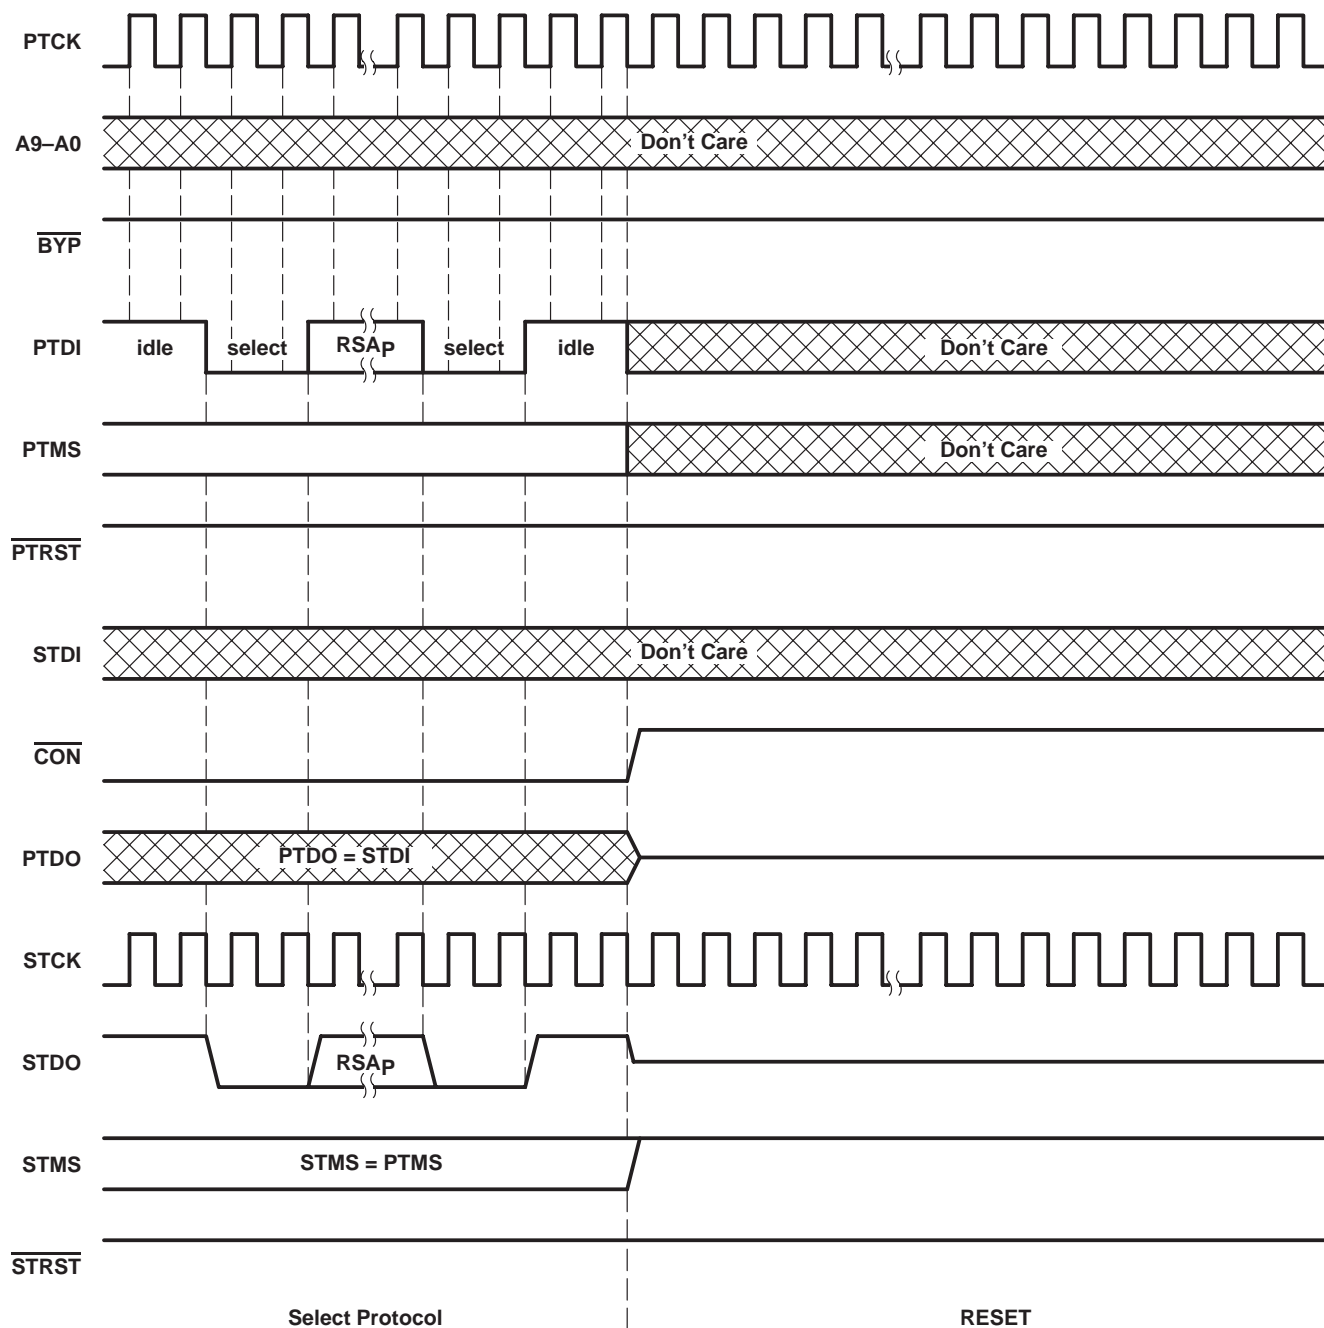 PTCK
A9–A0
Don't Care
BYP
PTDI
idle
select
RSAP
select
idle
Don't Care
PTMS
Don't Care
PTRST
STDI
Don't Care
CON
PTDO
PTDO = STDI
STCK
STDO
RSAP
STMS
STMS = PTMS
STRST
Select Protocol
RESET